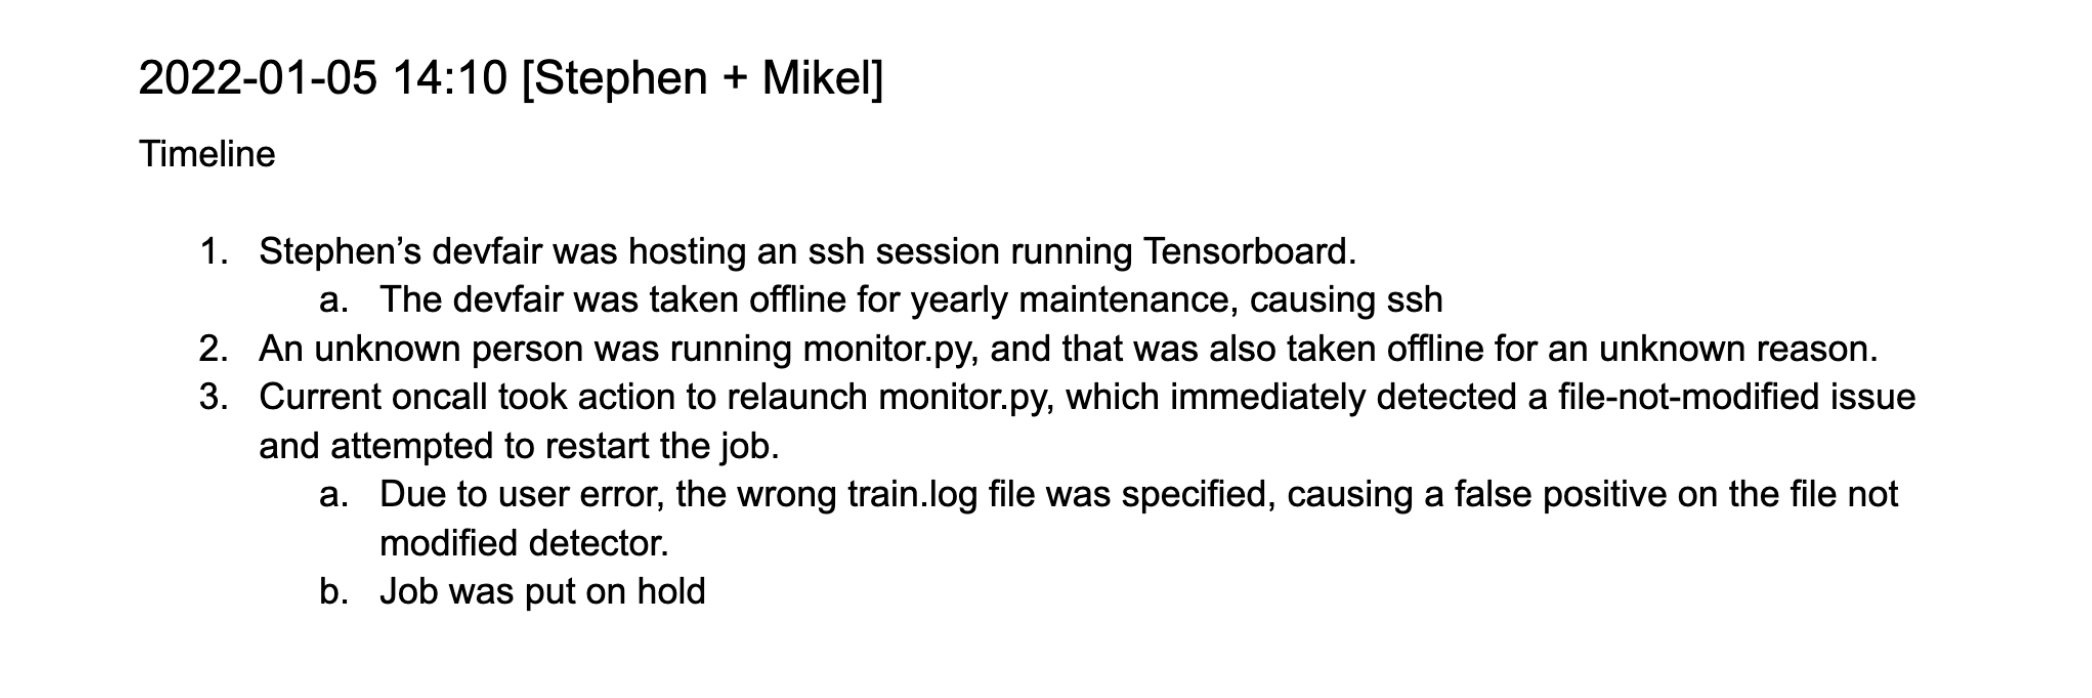 2022-01-05 14:10 [Stephen + Mikel]
Timeline
1. Stephen’s devfair was hosting an ssh session running Tensorboard.
a. The devfair was taken offline for yearly maintenance, causing ssh
2. An unknown person was running monitor.py, and that was also taken offline for an unknown reason.
3. Current oncall took action to relaunch monitor.py, which immediately detected a file-not-modified issue
and attempted to restart the job.
a. Due to user error, the wrong train.log file was specified, causing a false positive on the file not
modified detector.
b. Job was put on hold